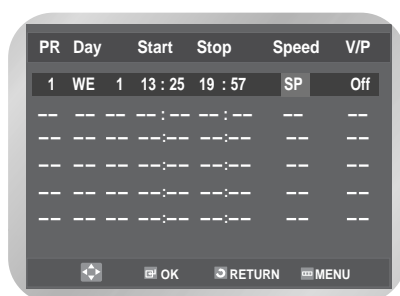 PR Day Start Stop Speed V/P
1 WE 1 13 : 25 19 : 57 SP Off
-- -- -- -- : -- -- : -- -- --
-- -- -- --:-- --:-- -- --
-- -- -- --:-- --:-- -- --
-- -- -- --:-- --:-- -- --
-- -- -- --:-- --:-- -- --
OK RETURN MENU